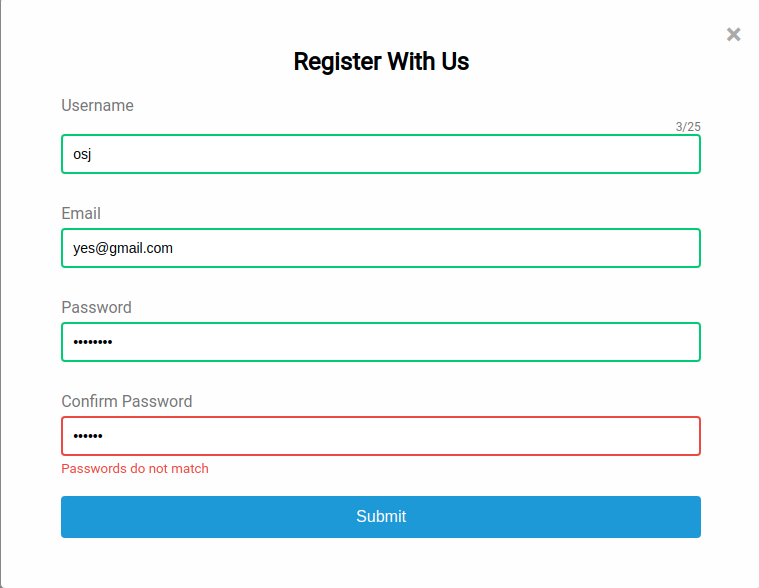 ×
Register With Us
Username
3/25
osj
Email
yes@gmail.com
Password
••••••••
Confirm Password
••••••
Passwords do not match
Submit